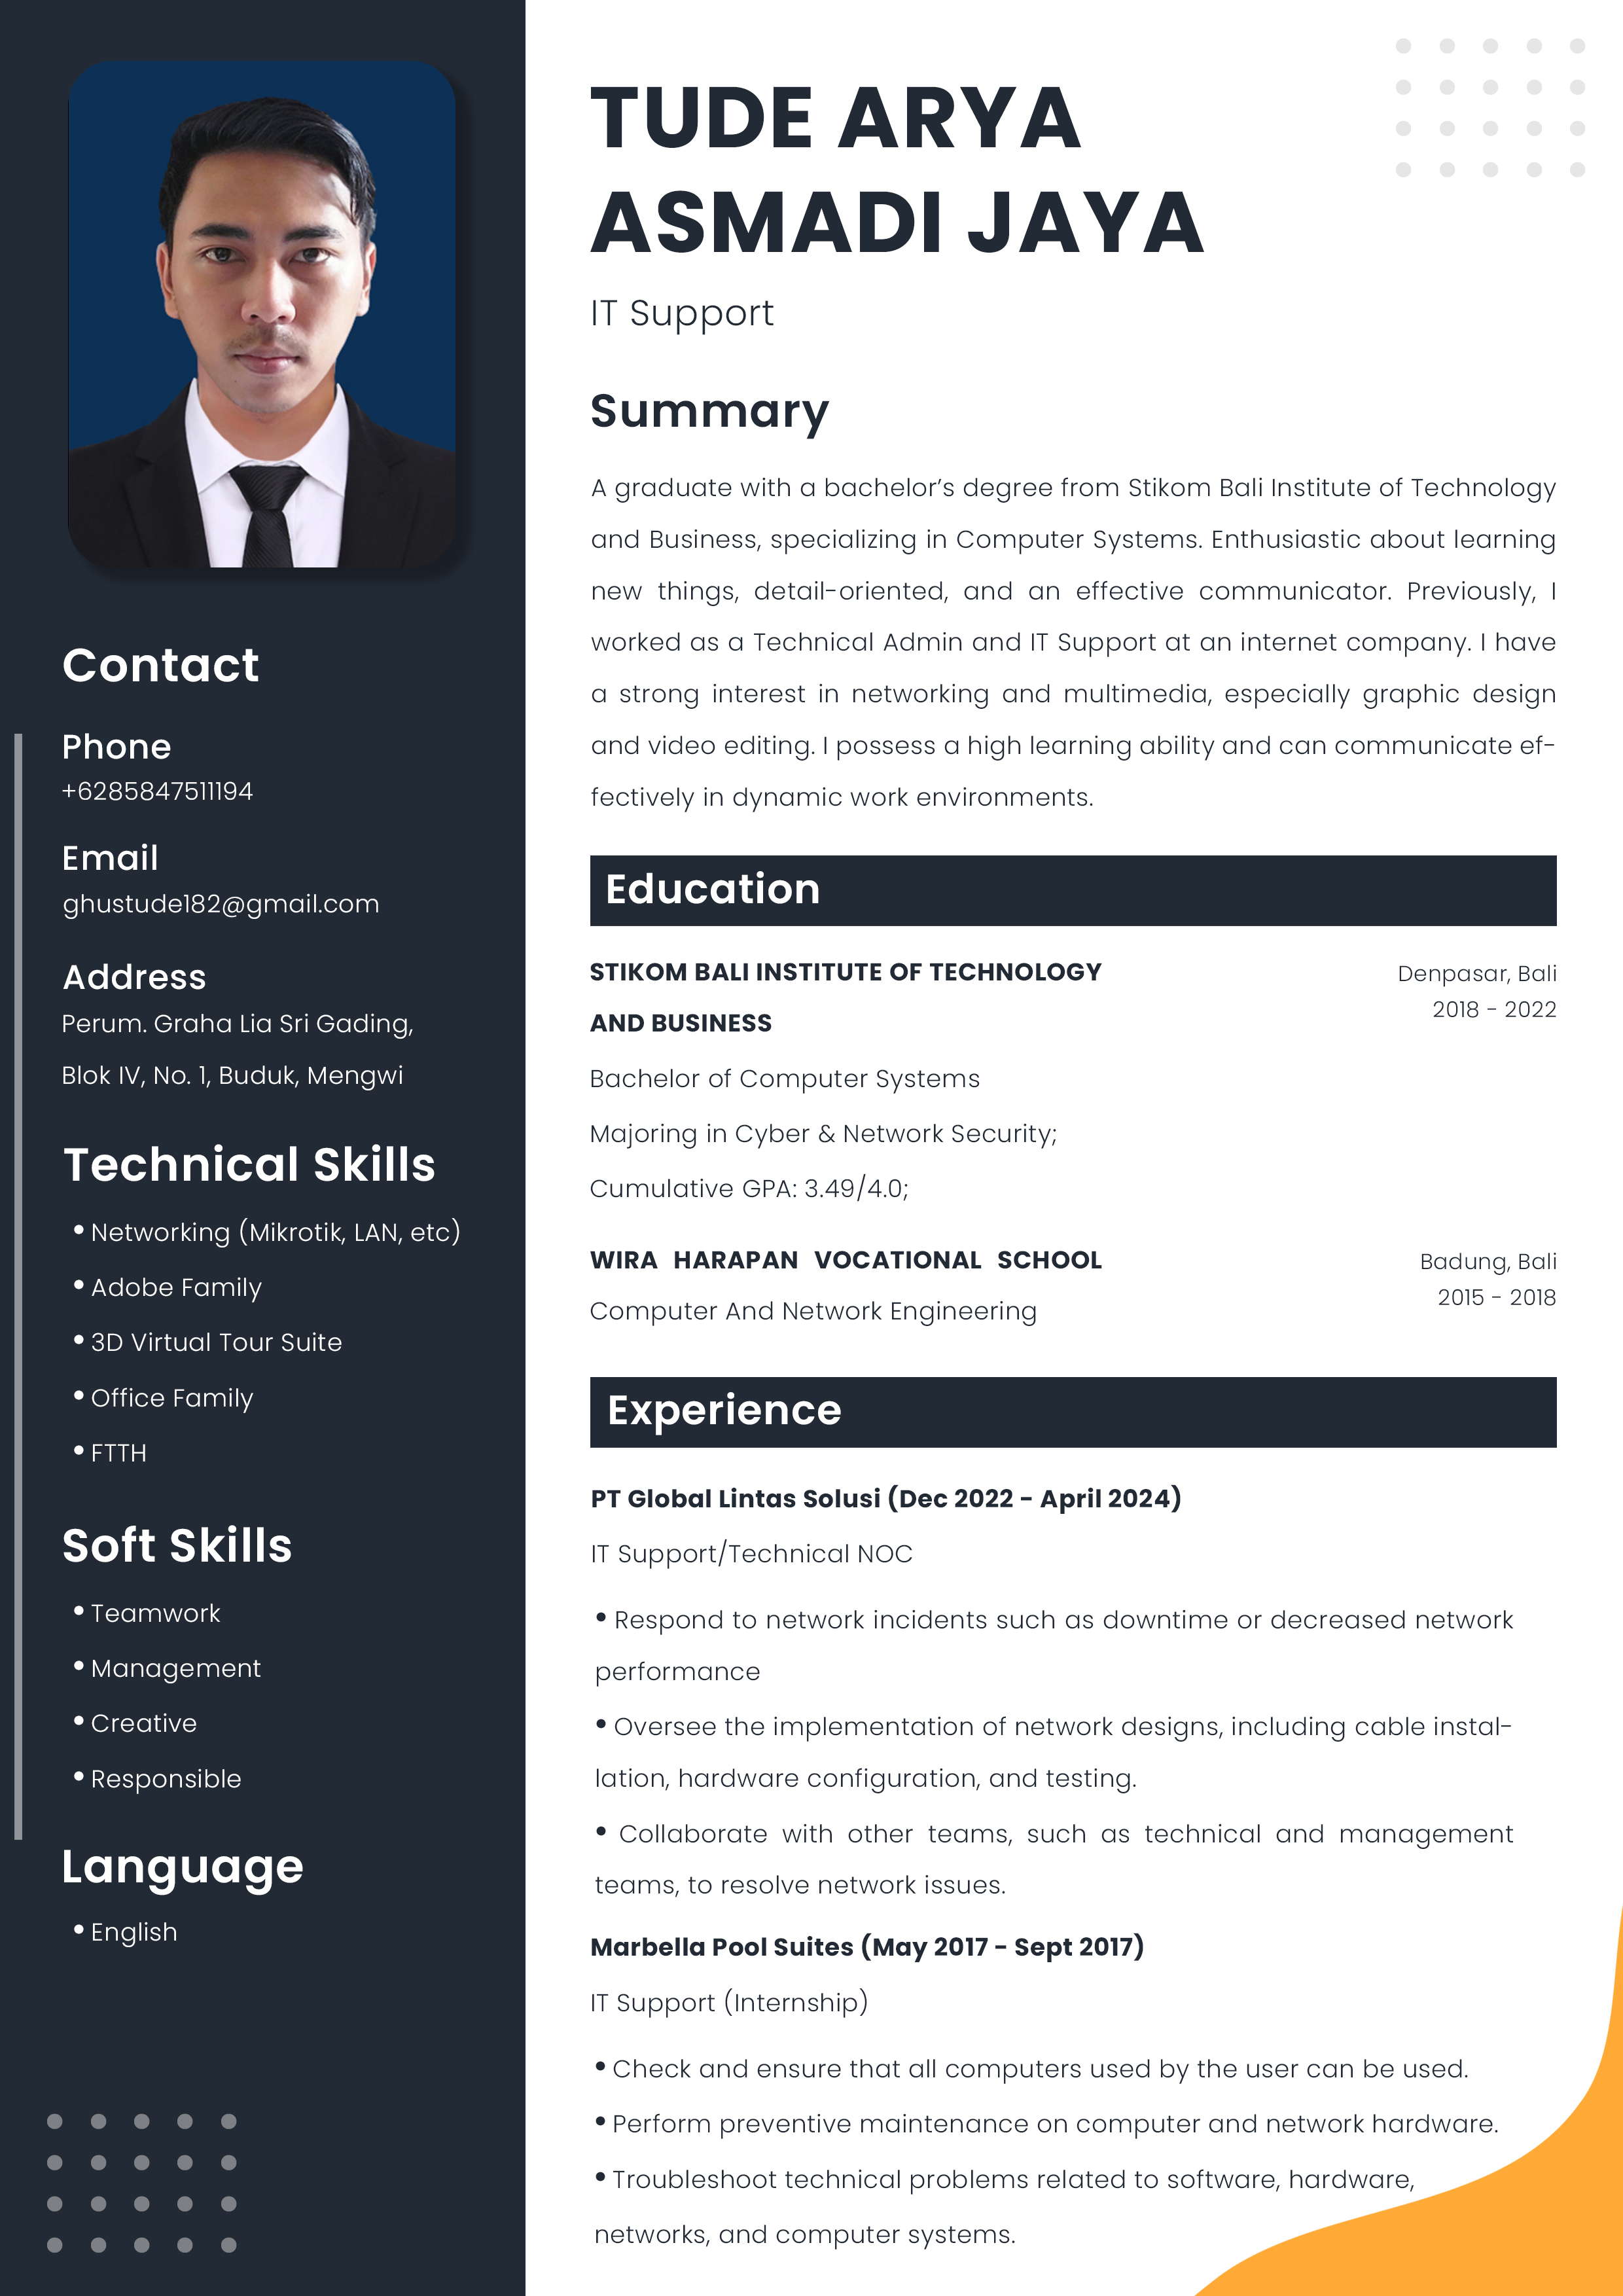 TUDE ARYA
ASMADI JAYA
IT Support
Summary
A graduate with a bachelor’s degree from Stikom Bali Institute of Technology
and Business, specializing in Computer Systems. Enthusiastic about learning
new things, detail-oriented, and an effective communicator. Previously, I
worked as a Technical Admin and IT Support at an internet company. I have
a strong interest in networking and multimedia, especially graphic design
and video editing. I possess a high learning ability and can communicate ef-
fectively in dynamic work environments.
Education
STIKOM BALI INSTITUTE OF TECHNOLOGY
AND BUSINESS
Denpasar, Bali
2018 - 2022
Bachelor of Computer Systems
Majoring in Cyber & Network Security;
Cumulative GPA: 3.49/4.0;
WIRA HARAPAN VOCATIONAL SCHOOL
Computer And Network Engineering
Badung, Bali
2015 - 2018
Experience
PT Global Lintas Solusi (Dec 2022 - April 2024)
IT Support/Technical NOC
• Respond to network incidents such as downtime or decreased network
performance
• Oversee the implementation of network designs, including cable instal-
lation, hardware configuration, and testing.
• Collaborate with other teams, such as technical and management
teams, to resolve network issues.
Marbella Pool Suites (May 2017 - Sept 2017)
IT Support (Internship)
• Check and ensure that all computers used by the user can be used.
• Perform preventive maintenance on computer and network hardware.
• Troubleshoot technical problems related to software, hardware,
networks, and computer systems.
Contact
Phone
+6285847511194
Email
ghustude182@gmail.com
Address
Perum. Graha Lia Sri Gading,
Blok IV, No. 1, Buduk, Mengwi
Technical Skills
• Networking (Mikrotik, LAN, etc)
• Adobe Family
• 3D Virtual Tour Suite
• Office Family
• FTTH
Soft Skills
• Teamwork
• Management
• Creative
• Responsible
Language
• English